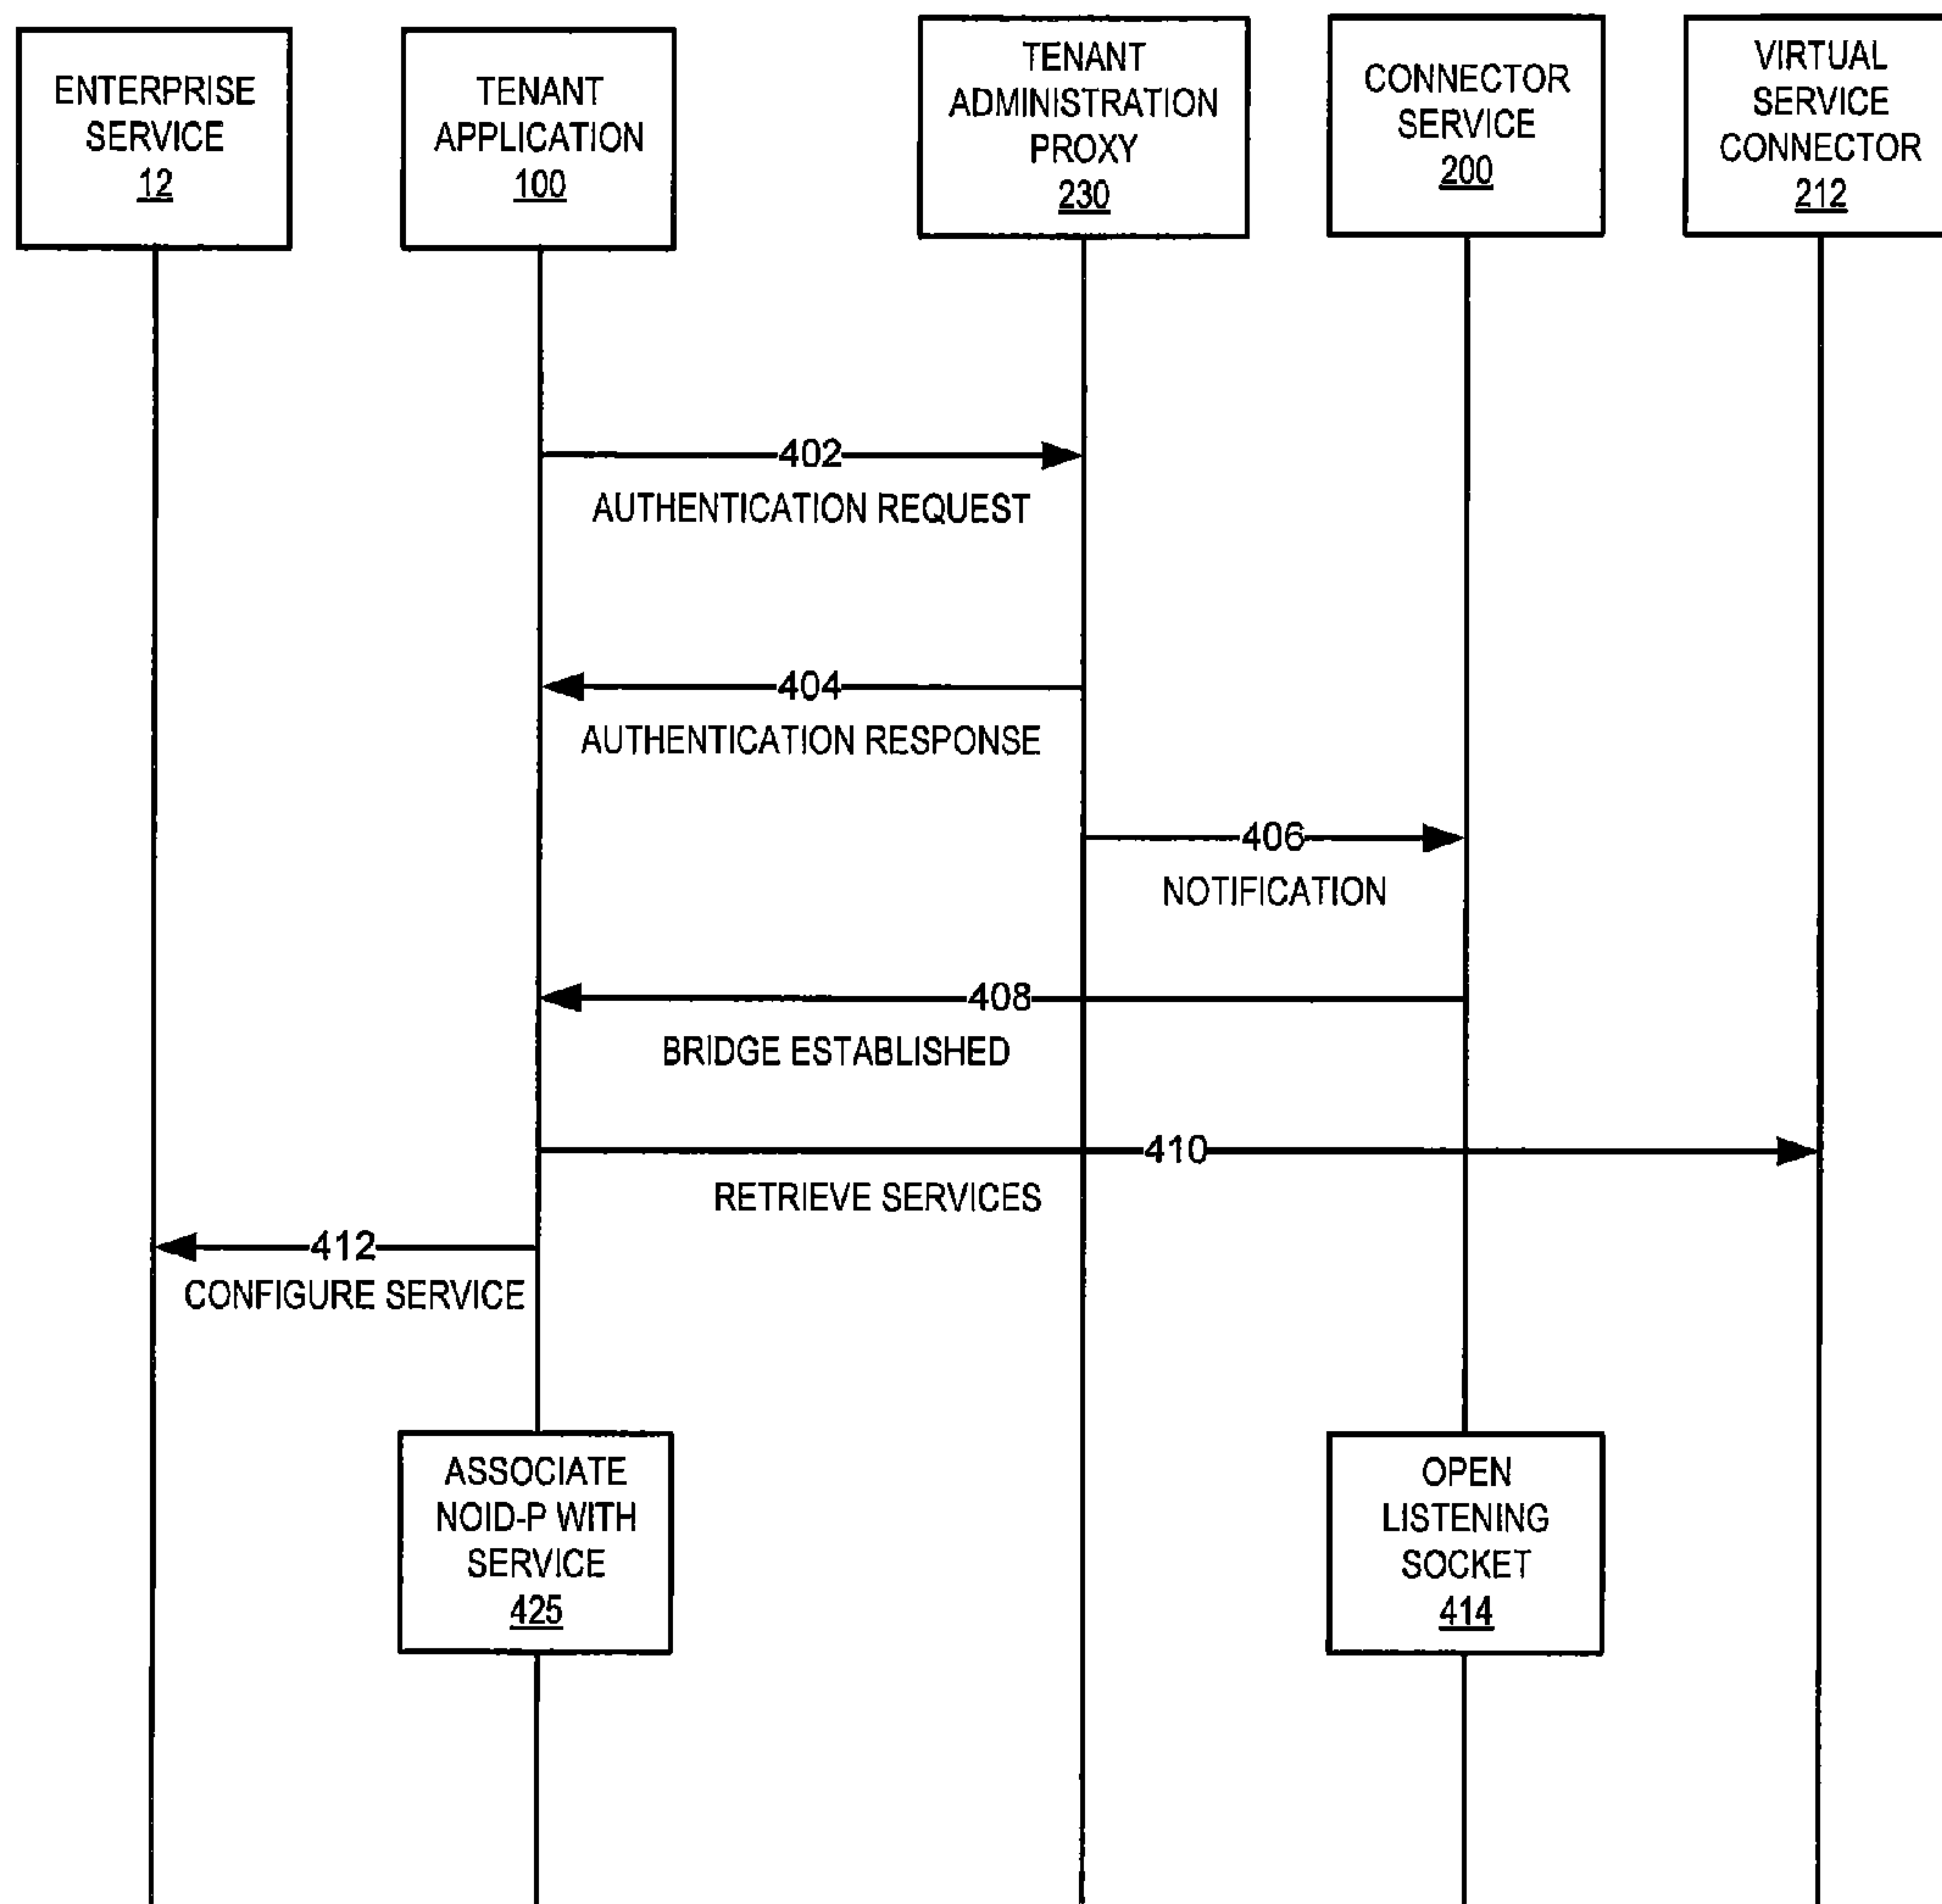 ENTERPRISE
SERVICE
12
TENANT
APPLICATION
100
TENANT
ADMINISTRATION
PROXY
230
CONNECTOR
SERVICE
200
VIRTUAL
SERVICE
CONNECTOR
212
402
AUTHENTICATION REQUEST
404
AUTHENTICATION RESPONSE
406
NOTIFICATION
408
BRIDGE ESTABLISHED
410
RETRIEVE SERVICES
412
CONFIGURE SERVICE
ASSOCIATE
NOID-P WITH
SERVICE
425
OPEN
LISTENING
SOCKET
414